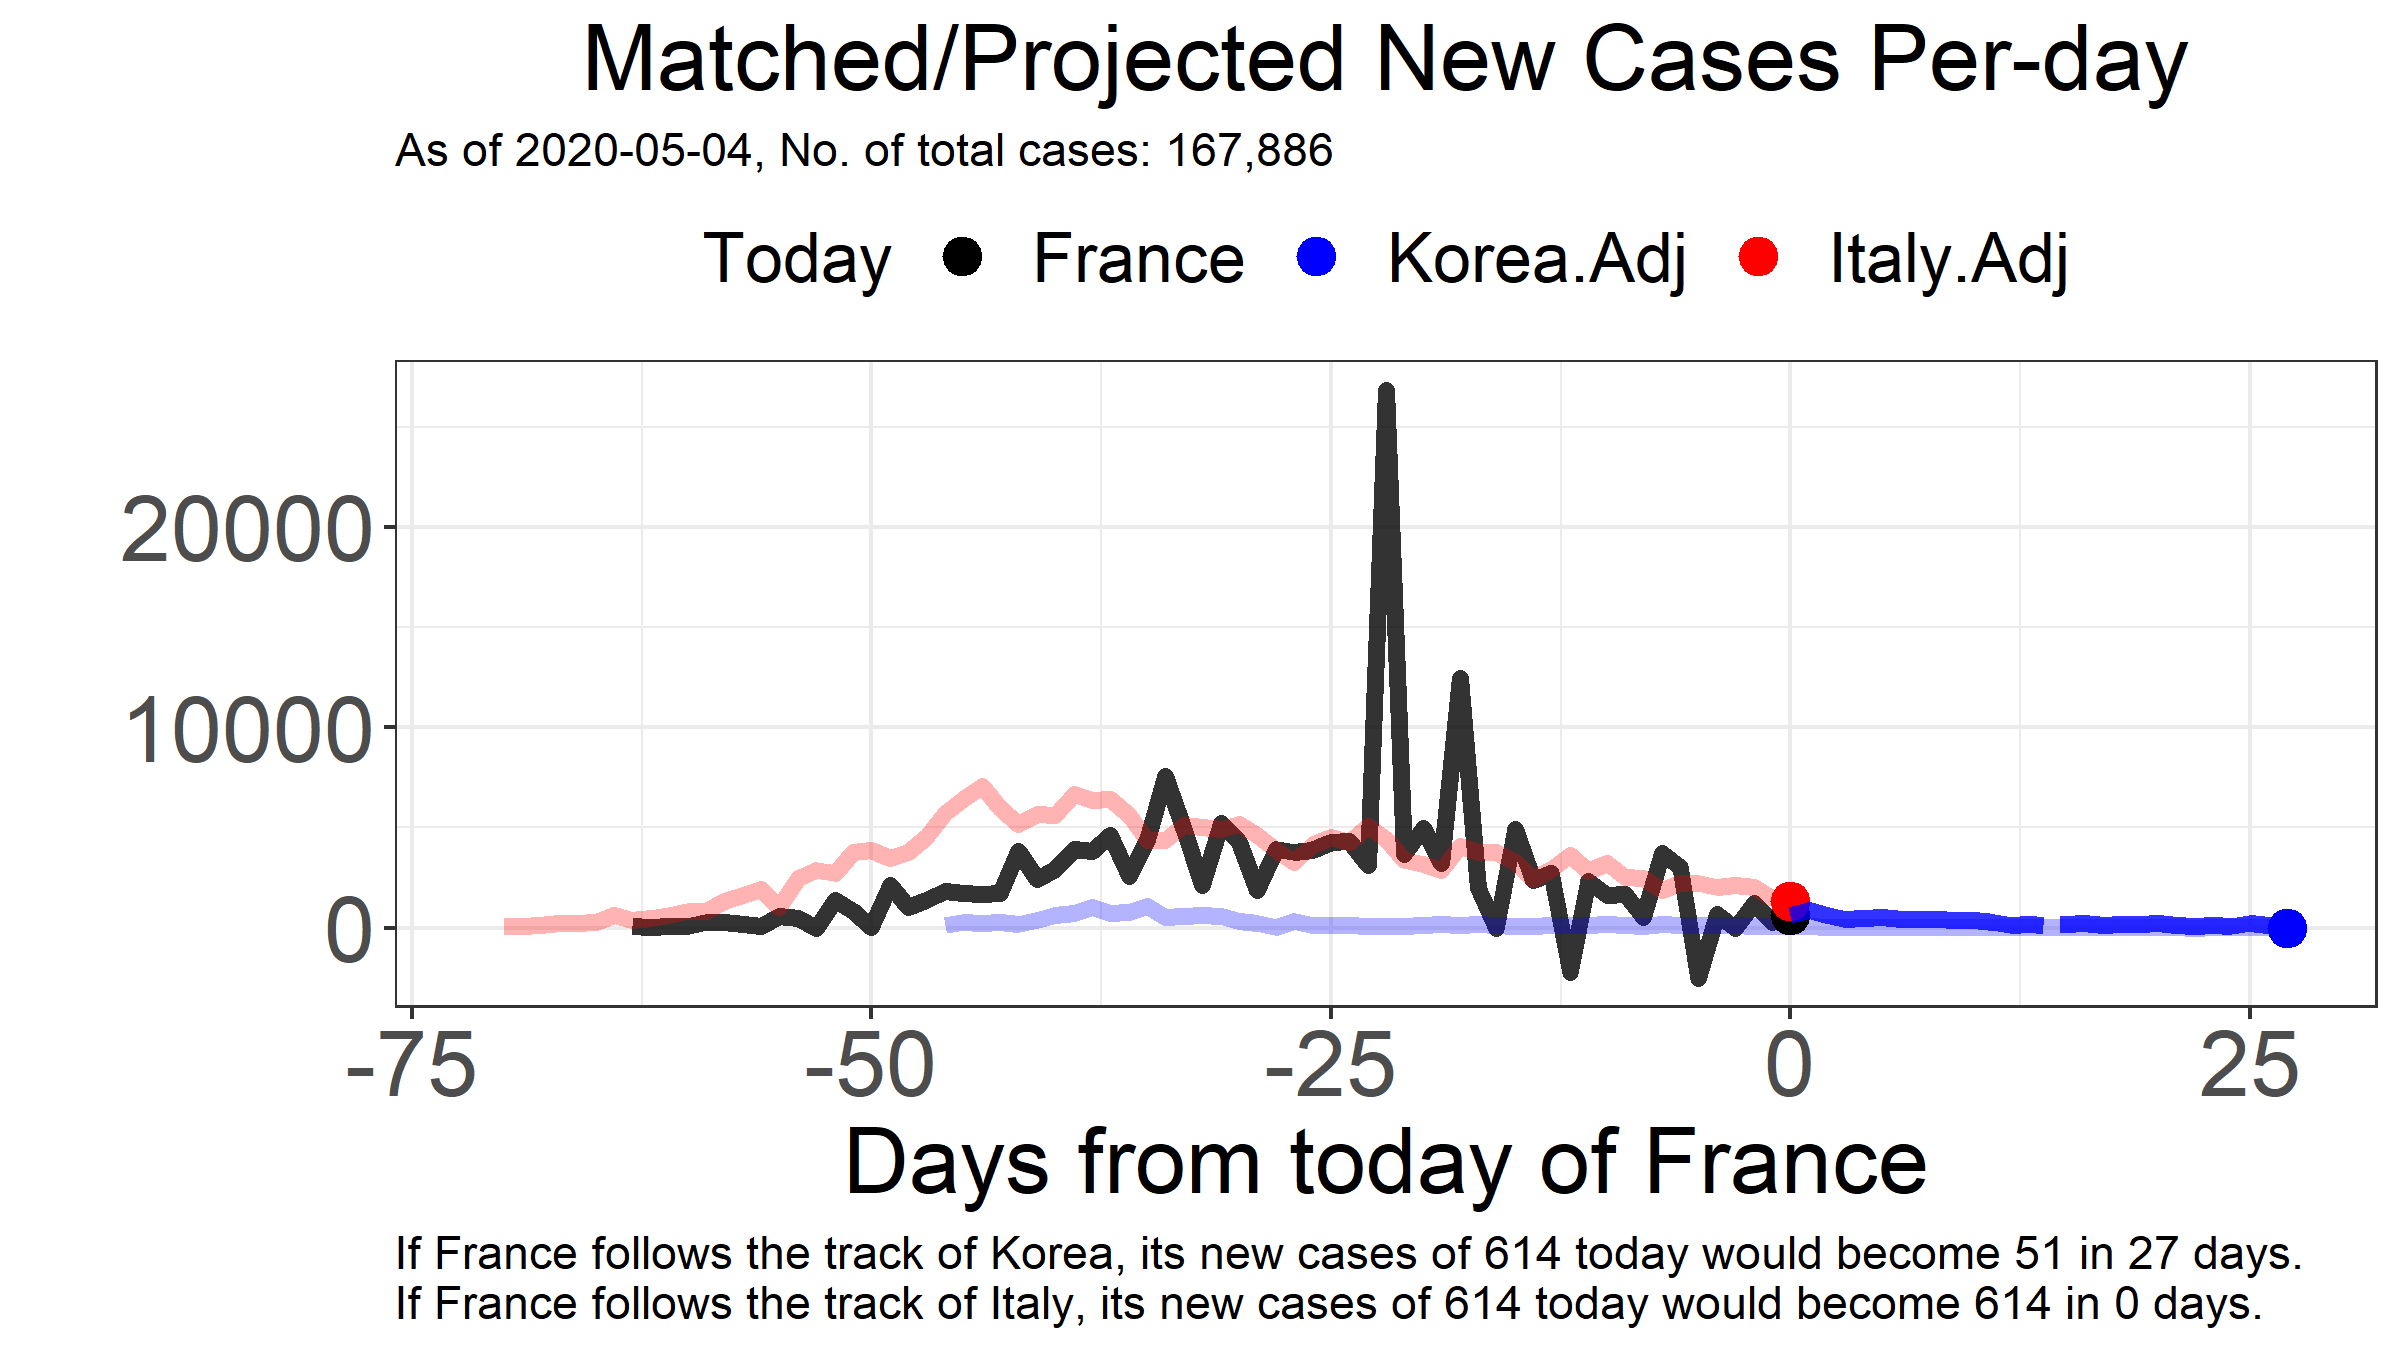 Matched/Projected New Cases Per-day
As of 2020-05-04, No. of total cases: 167,886
Today France Korea.Adj Italy.Adj
20000
10000
0
-75 -50 -25 0 25
Days from today of France
If France follows the track of Korea, its new cases of 614 today would become 51 in 27 days.
If France follows the track of Italy, its new cases of 614 today would become 614 in 0 days.